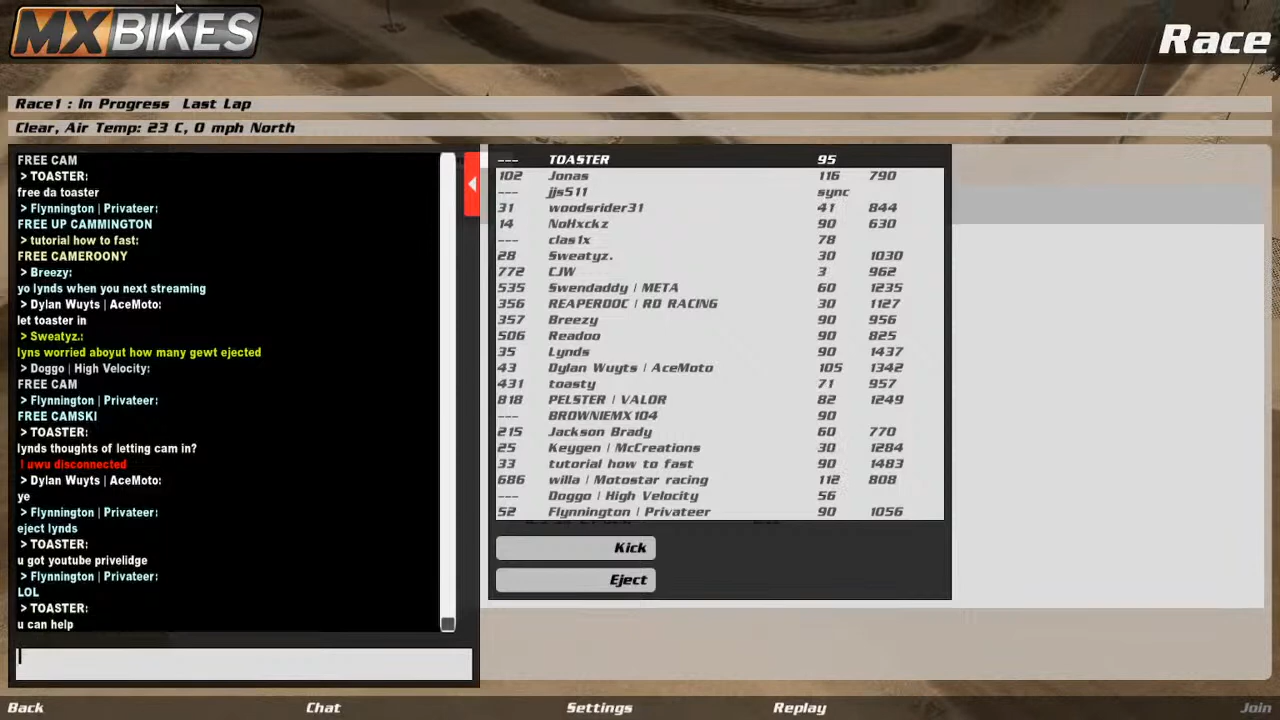 MXBIKES
Race
Race1 : In Progress Last Lap
Clear, Air Temp: 23 C, 0 mph North
FREE CAM
> TOASTER:
free da toaster
> Flynnington | Privateer:
FREE UP CAMMINGTON
> tutorial how to fast:
FREE CAMEROONY
> Breezy:
yo lynds when you next streaming
> Dylan Wuyts | AceMoto:
let toaster in
> Sweatyz.:
lyns worried aboyut how many gewt ejected
> Doggo | High Velocity:
FREE CAM
> Flynnington | Privateer:
FREE CAMSKI
> TOASTER:
lynds thoughts of letting cam in?
! uwu disconnected
> Dylan Wuyts | AceMoto:
ye
> Flynnington | Privateer:
eject lynds
> TOASTER:
u got youtube privelidge
> Flynnington | Privateer:
LOL
> TOASTER:
u can help
--- TOASTER 95
102 Jonas 116 790
--- jjs511 sync
31 woodsrider31 41 844
14 NoHxckz 90 630
--- clas1x 78
28 Sweatyz. 30 1030
772 CJW 3 962
535 Swendaddy | META 60 1235
356 REAPERDOC | RD RACING 30 1127
357 Breezy 90 956
506 Readoo 90 825
35 Lynds 90 1437
43 Dylan Wuyts | AceMoto 105 1342
431 toasty 71 957
818 PELSTER | VALOR 82 1249
--- BROWNIEMX104 90
215 Jackson Brady 60 770
25 Keygen | McCreations 30 1284
33 tutorial how to fast 90 1483
686 willa | Motostar racing 112 808
--- Doggo | High Velocity 56
52 Flynnington | Privateer 90 1056
Kick
Eject
Back Chat Settings Replay Join